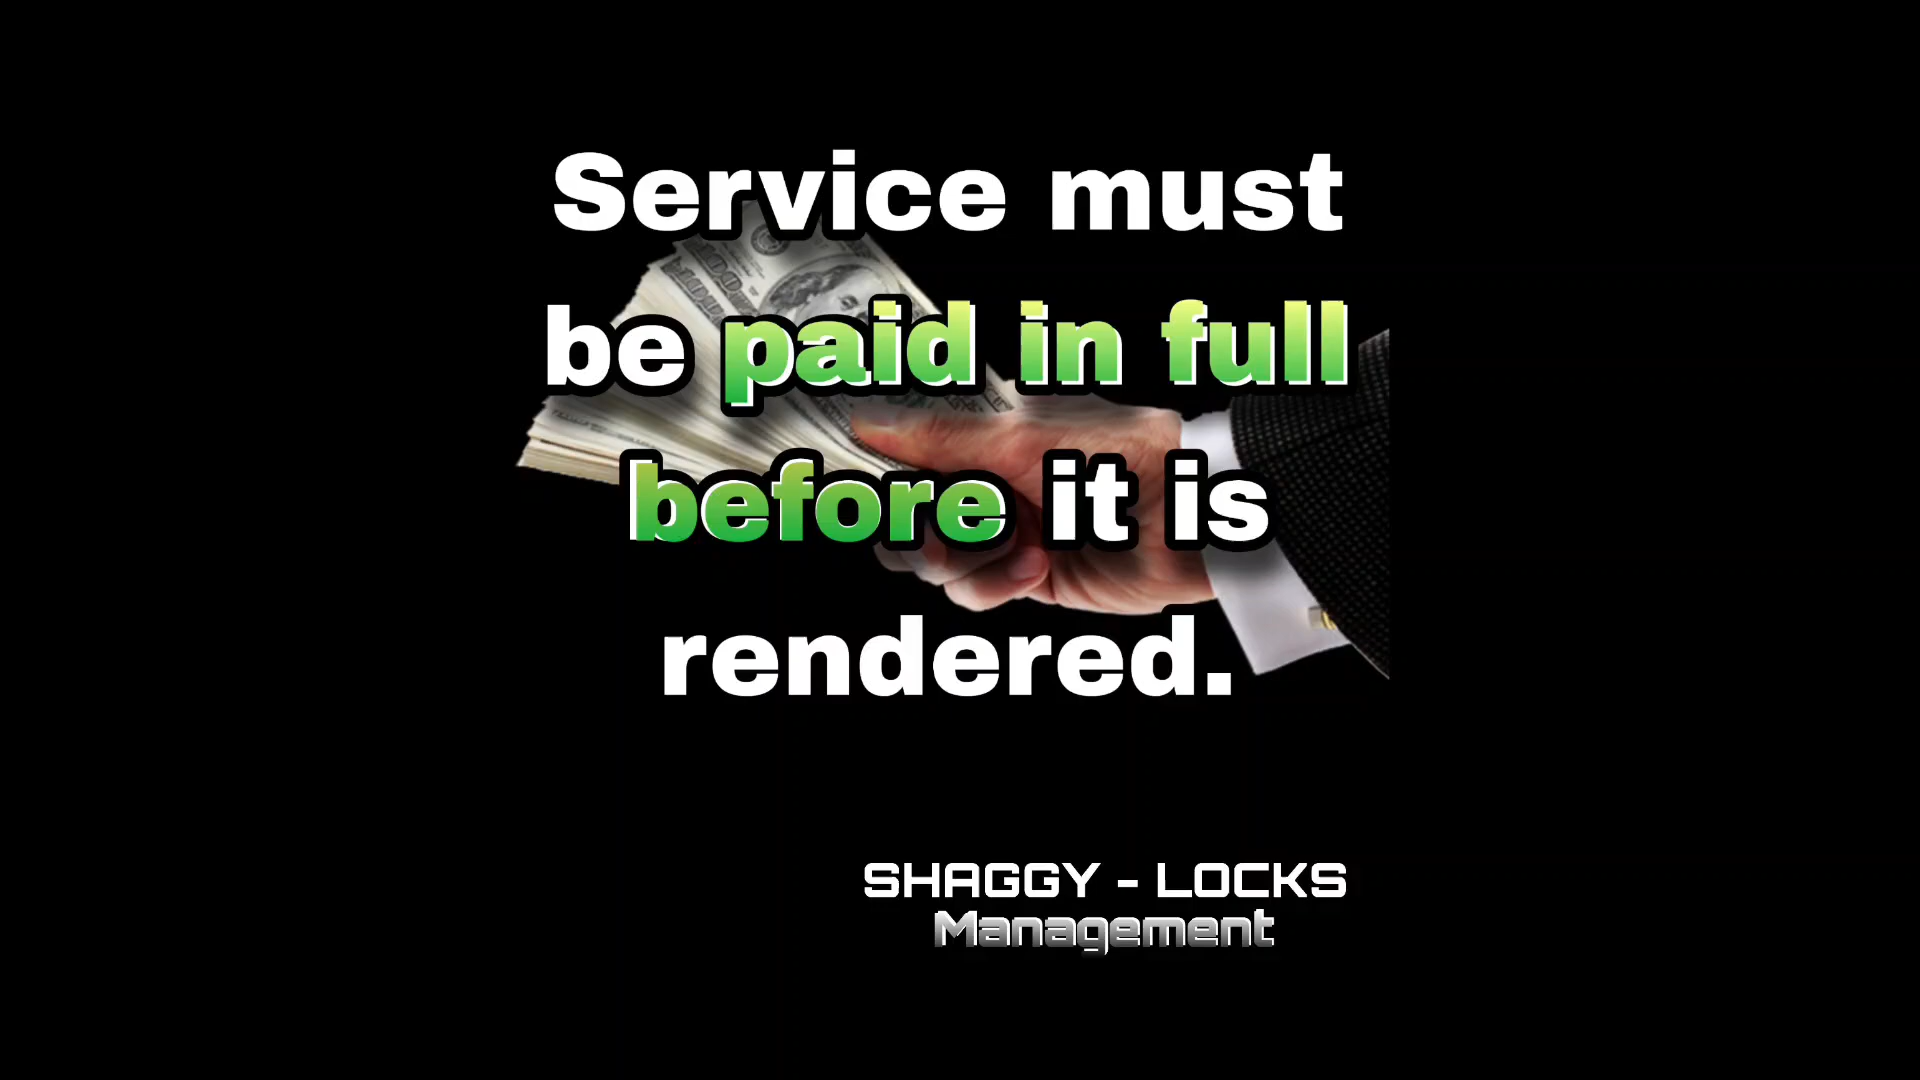 Service must
be paid in full
before it is
rendered.
SHAGGY - LOCKS
Management